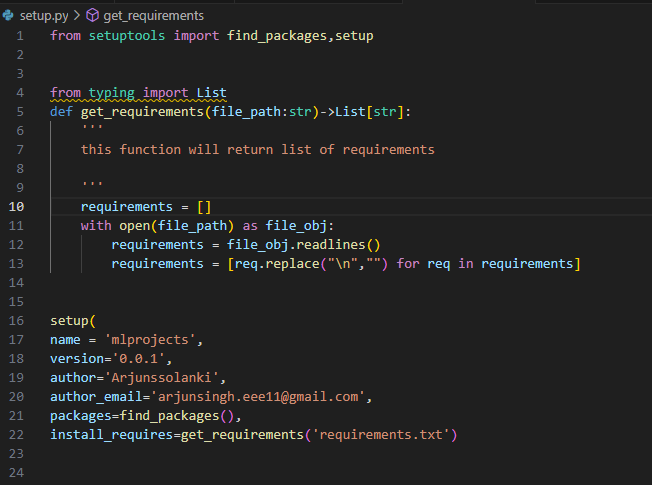 setup.py > get_requirements
1 from setuptools import find_packages,setup
2
3
4 from typing import List
5 def get_requirements(file_path:str)->List[str]:
6     '''
7     this function will return list of requirements
8
9     '''
10     requirements = []
11     with open(file_path) as file_obj:
12         requirements = file_obj.readlines()
13         requirements = [req.replace("\n","") for req in requirements]
14
15
16 setup(
17 name = 'mlprojects',
18 version='0.0.1',
19 author='Arjunssolanki',
20 author_email='arjunsingh.eee11@gmail.com',
21 packages=find_packages(),
22 install_requires=get_requirements('requirements.txt')
23
24